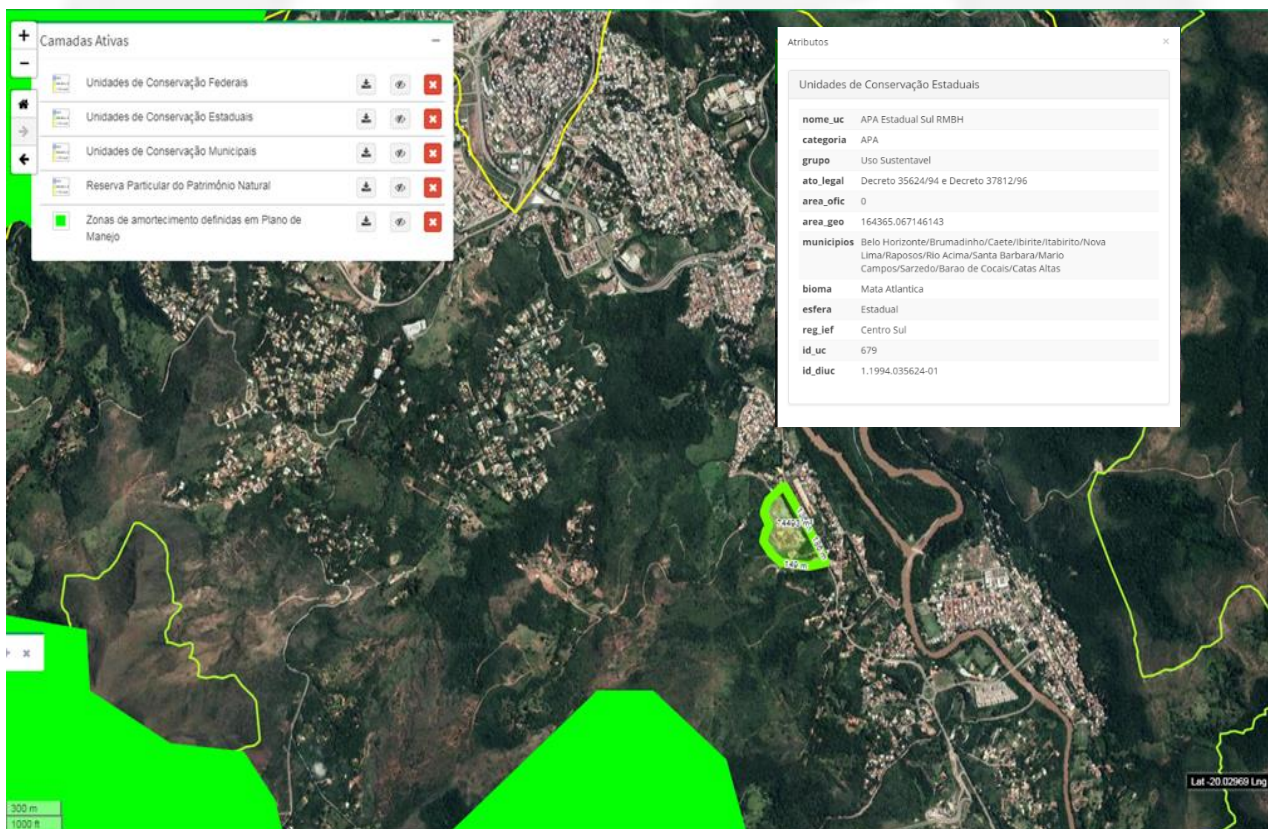 Camadas Ativas
Unidades de Conservação Federais
Unidades de Conservação Estaduais
Unidades de Conservação Municipais
Reserva Particular do Patrimônio Natural
Zonas de amortecimento definidas em Plano de
Manejo
Atributos
Unidades de Conservação Estaduais
nome_uc APA Estadual Sul RMBH
categoria APA
grupo Uso Sustentavel
ato_legal Decreto 35624/94 e Decreto 37812/96
area_ofic 0
area_geo 164365.067146143
municipios Belo Horizonte/Brumadinho/Caete/Ibirite/Itabirito/Nova
Lima/Raposos/Rio Acima/Santa Barbara/Mario
Campos/Sarzedo/Barao de Cocais/Catas Altas
bioma Mata Atlantica
esfera Estadual
reg_ief Centro Sul
id_uc 679
id_diuc 1.1994.035624-01
Lat -20.02969 Lng
300 m
1000 ft